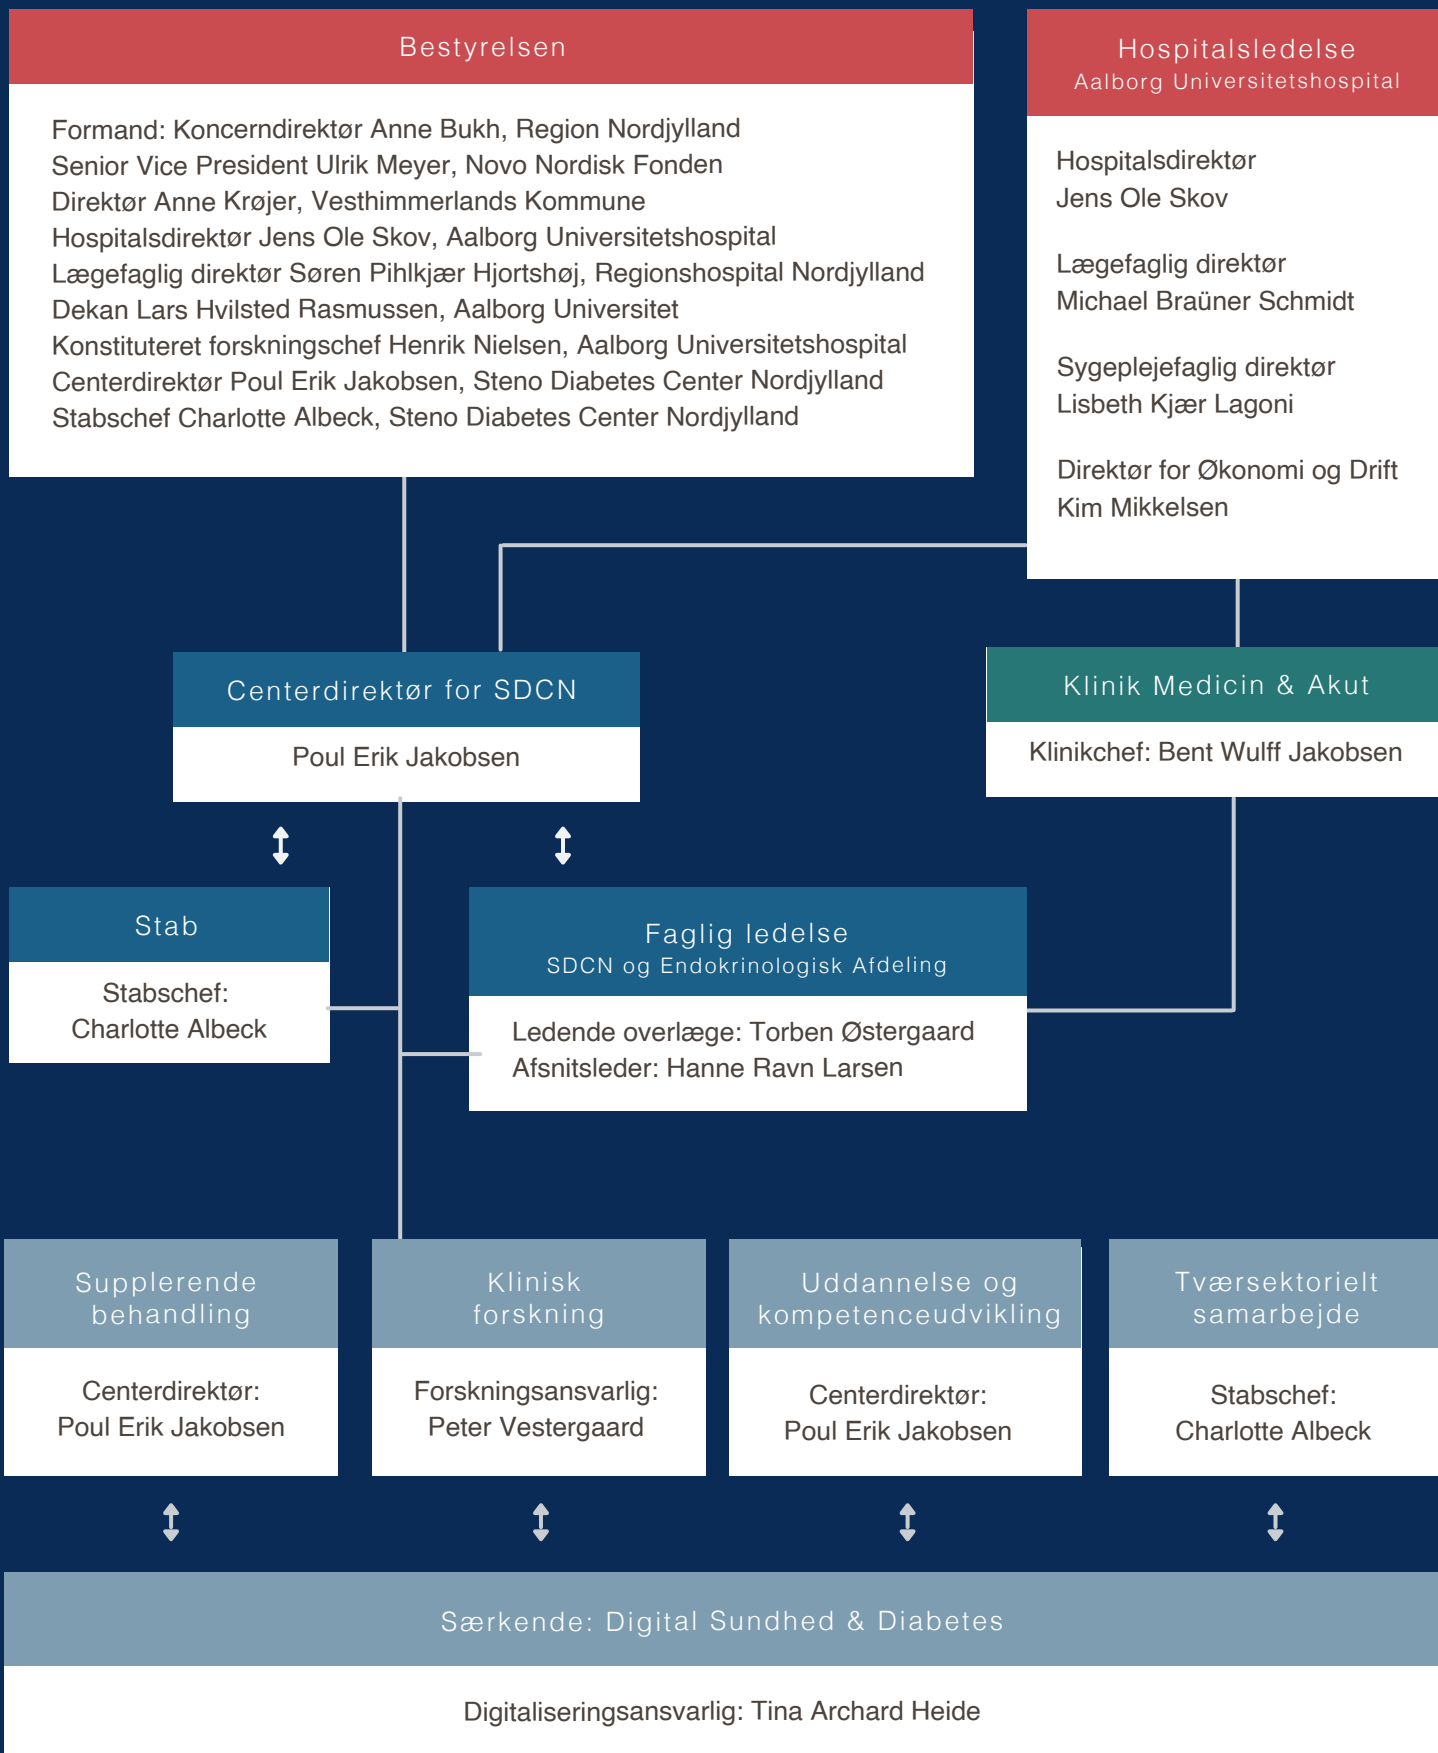 Bestyrelsen
Formand: Koncerndirektør Anne Bukh, Region Nordjylland
Senior Vice President Ulrik Meyer, Novo Nordisk Fonden
Direktør Anne Krøjer, Vesthimmerlands Kommune
Hospitalsdirektør Jens Ole Skov, Aalborg Universitetshospital
Lægefaglig direktør Søren Pihlkjær Hjortshøj, Regionshospital Nordjylland
Dekan Lars Hvilsted Rasmussen, Aalborg Universitet
Konstituteret forskningschef Henrik Nielsen, Aalborg Universitetshospital
Centerdirektør Poul Erik Jakobsen, Steno Diabetes Center Nordjylland
Stabschef Charlotte Albeck, Steno Diabetes Center Nordjylland
Hospitalsledelse
Aalborg Universitetshospital
Hospitalsdirektør
Jens Ole Skov
Lægefaglig direktør
Michael Braüner Schmidt
Sygeplejefaglig direktør
Lisbeth Kjær Lagoni
Direktør for Økonomi og Drift
Kim Mikkelsen
Centerdirektør for SDCN
Poul Erik Jakobsen
Klinik Medicin & Akut
Klinikchef: Bent Wulff Jakobsen
Stab
Stabschef:
Charlotte Albeck
Faglig ledelse
SDCN og Endokrinologisk Afdeling
Ledende overlæge: Torben Østergaard
Afsnitsleder: Hanne Ravn Larsen
Supplerende
behandling
Centerdirektør:
Poul Erik Jakobsen
Klinisk
forskning
Forskningsansvarlig:
Peter Vestergaard
Uddannelse og
kompetenceudvikling
Centerdirektør:
Poul Erik Jakobsen
Tværsektorielt
samarbejde
Stabschef:
Charlotte Albeck
Særkende: Digital Sundhed & Diabetes
Digitaliseringsansvarlig: Tina Archard Heide